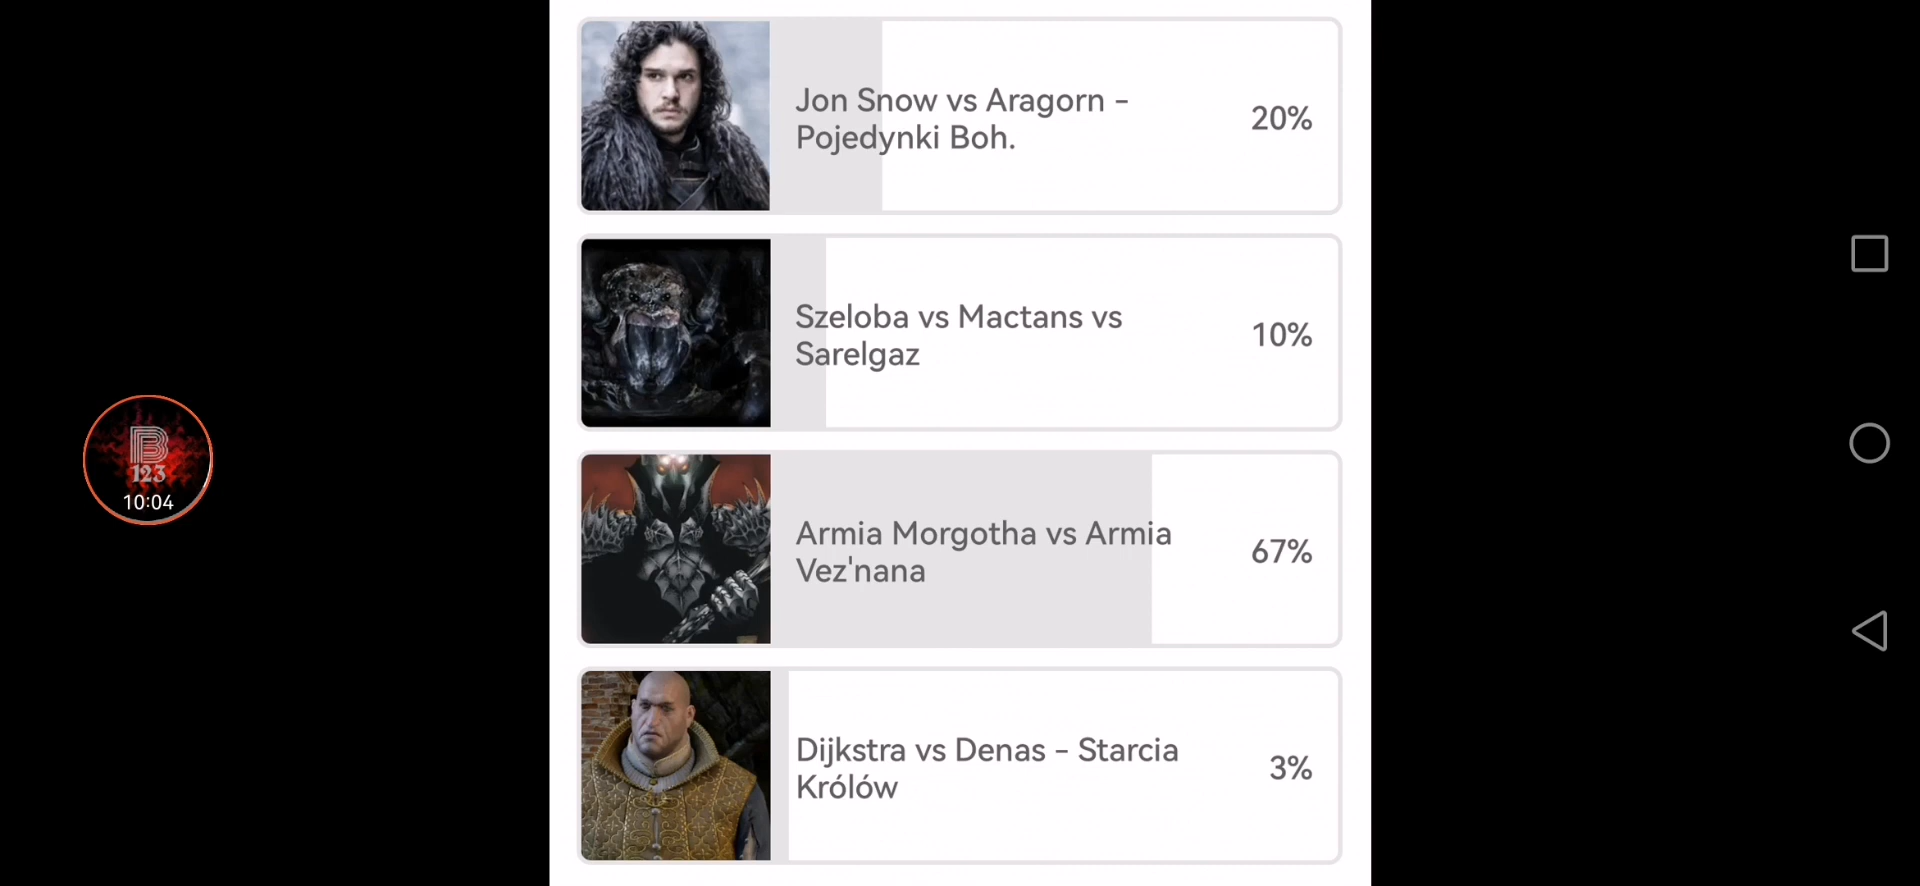 Jon Snow vs Aragorn -
Pojedynki Boh.
20%
Szeloba vs Mactans vs
Sarelgaz
10%
B
123
10:04
Armia Morgotha vs Armia
Vez'nana
67%
Dijkstra vs Denas - Starcia
Królów
3%